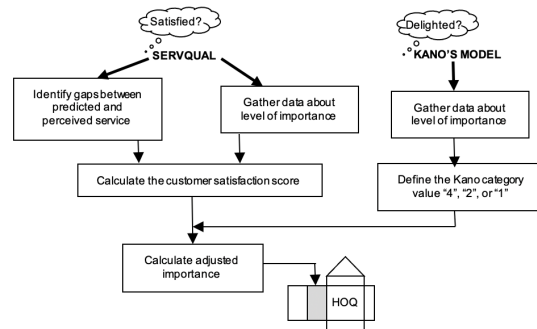 Satisfied?
SERVQUAL
Identify gaps between
predicted and
perceived service
Gather data about
level of importance
Calculate the customer satisfaction score
Delighted?
KANO'S MODEL
Gather data about
level of importance
Define the Kano category
value “4”, “2”, or “1”
Calculate adjusted
importance
HOQ